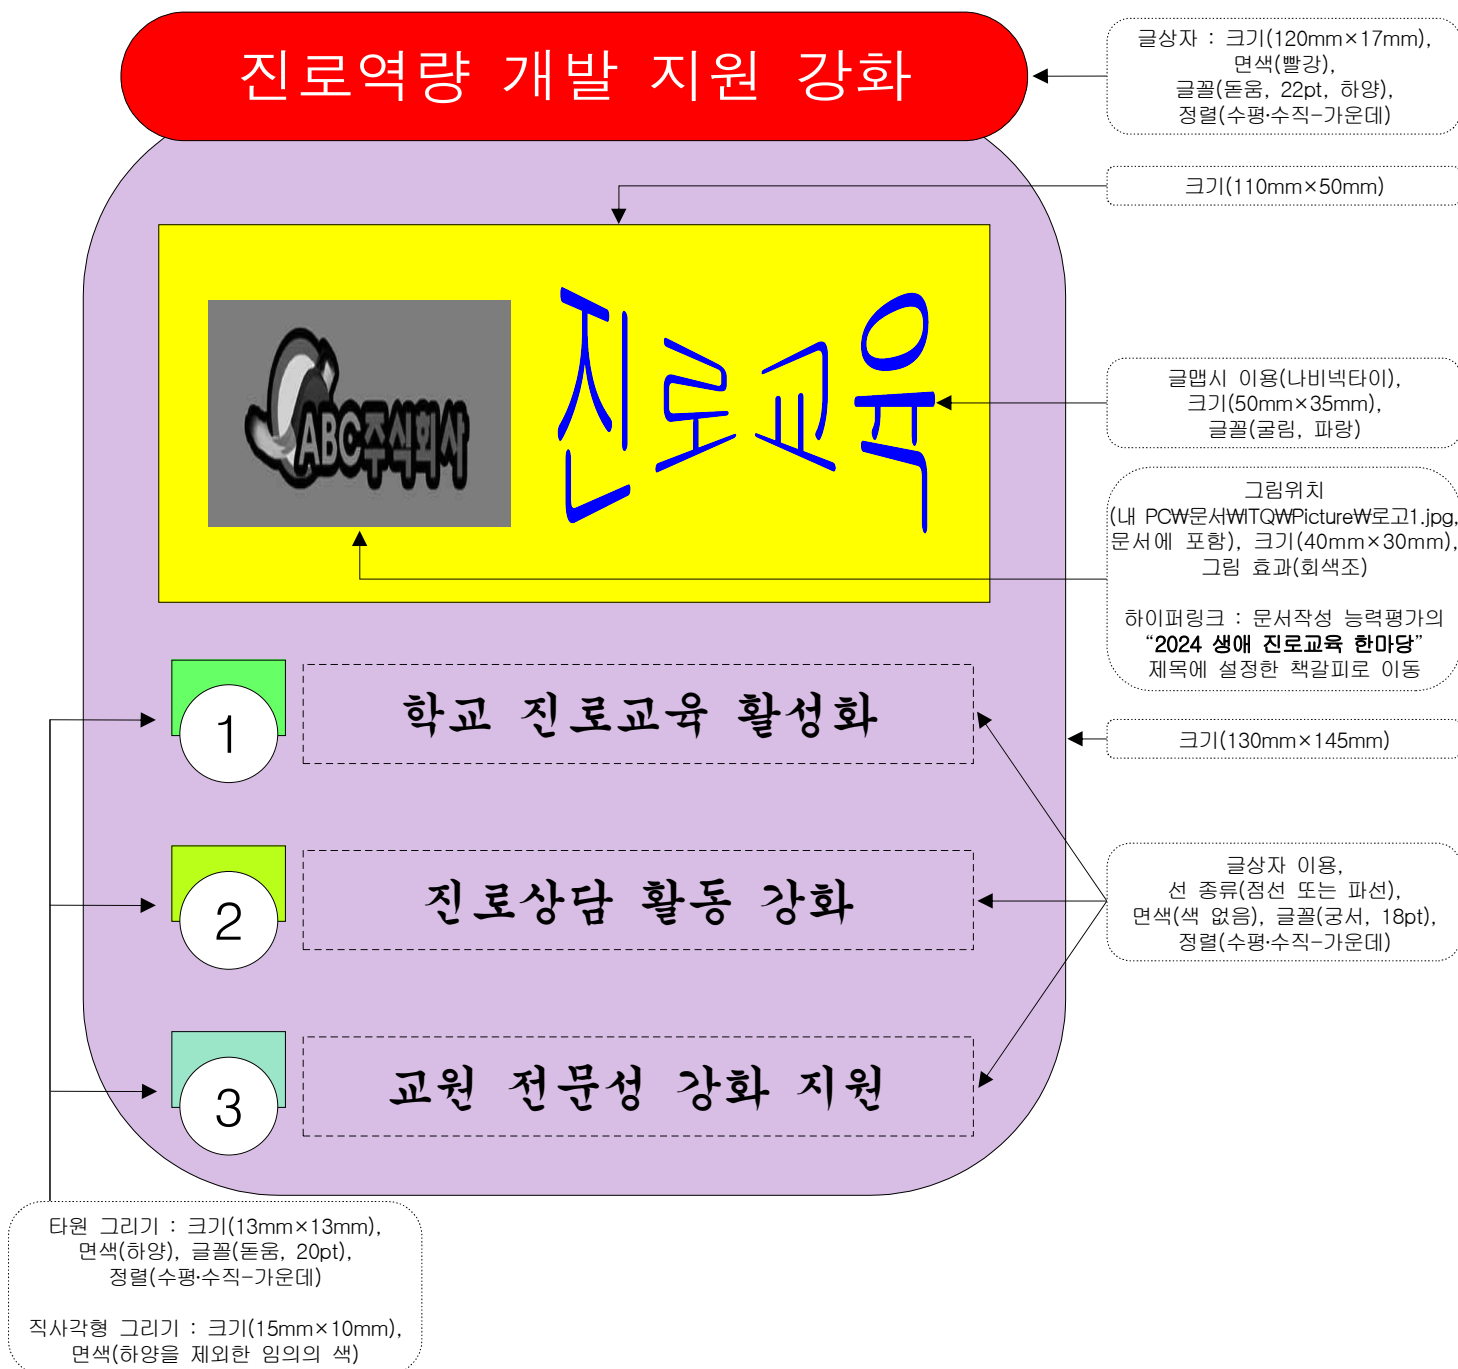 진로역량 개발 지원 강화
글상자 : 크기(120mm×17mm),
면색(빨강),
글꼴(돋움, 22pt, 하양),
정렬(수평·수직-가운데)
크기(110mm×50mm)
ABC주식회사
진로교육
글맵시 이용(나비넥타이),
크기(50mm×35mm),
글꼴(굴림, 파랑)
그림위치
(내 PC₩문서₩ITQ₩Picture₩로고1.jpg,
문서에 포함), 크기(40mm×30mm),
그림 효과(회색조)
하이퍼링크 : 문서작성 능력평가의
“2024 생애 진로교육 한마당”
제목에 설정한 책갈피로 이동
1
학교 진로교육 활성화
크기(130mm×145mm)
2
진로상담 활동 강화
글상자 이용,
선 종류(점선 또는 파선),
면색(색 없음), 글꼴(궁서, 18pt),
정렬(수평·수직-가운데)
3
교원 전문성 강화 지원
타원 그리기 : 크기(13mm×13mm),
면색(하양), 글꼴(돋움, 20pt),
정렬(수평·수직-가운데)
직사각형 그리기 : 크기(15mm×10mm),
면색(하양을 제외한 임의의 색)